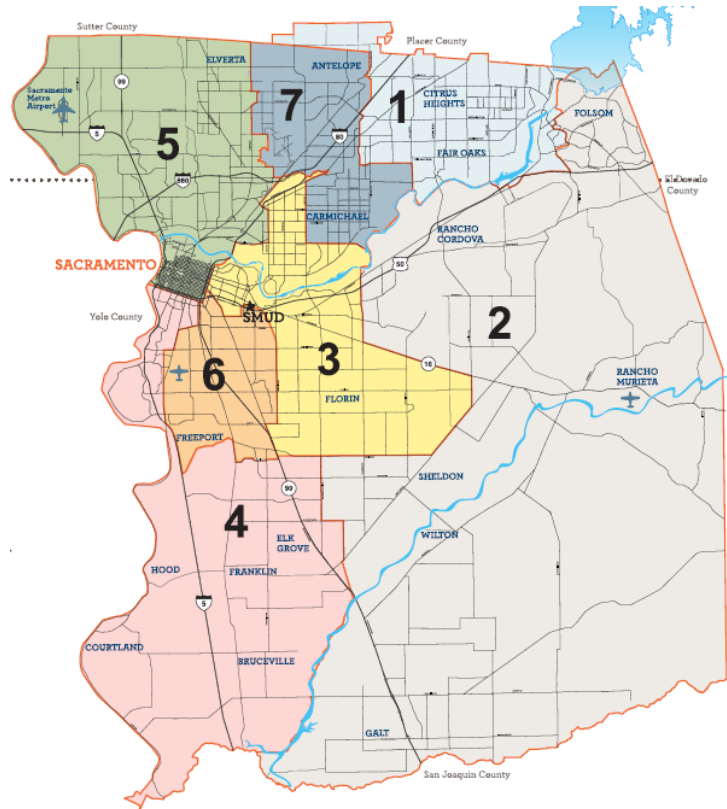 Sutter County
Placer County
ELVERTA
ANTELOPE
99
Sacramento
Metro
Airport
7
1
CITRUS
HEIGHTS
FOLSOM
5
5
80
FAIR OAKS
880
El Dorado
County
CARMICHAEL
RANCHO
CORDOVA
SACRAMENTO
50
Yolo County
SMUD
2
3
16
6
RANCHO
MURIETA
FLORIN
FREEPORT
SHELDON
99
4
WILTON
ELK
GROVE
HOOD
FRANKLIN
5
COURTLAND
BRUCEVILLE
GALT
San Joaquin County